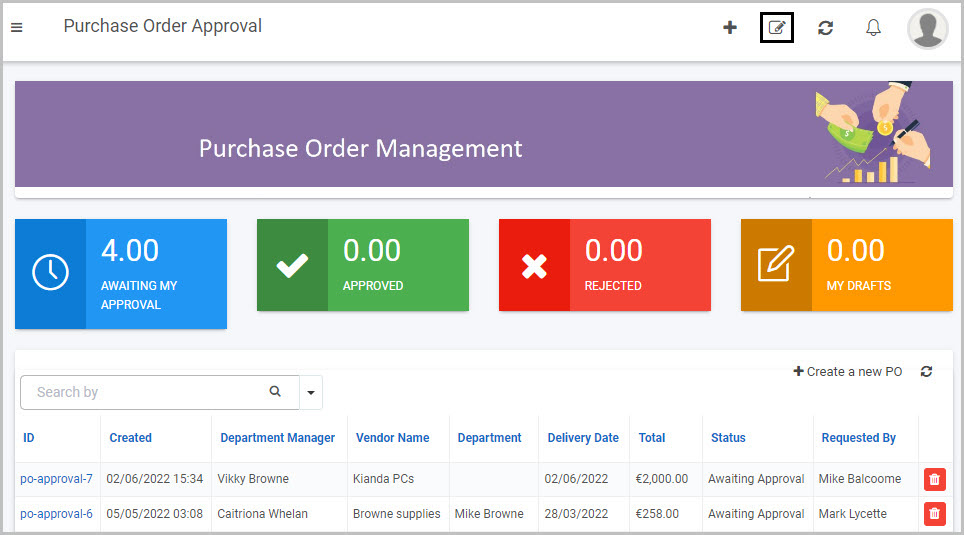 Purchase Order Approval
Purchase Order Management
4.00
AWAITING MY
APPROVAL
0.00
APPROVED
0.00
REJECTED
0.00
MY DRAFTS
Create a new PO
Search by
ID Created Department Manager Vendor Name Department Delivery Date Total Status Requested By
po-approval-7 02/06/2022 15:34 Vikky Browne Kianda PCs 02/06/2022 €2,000.00 Awaiting Approval Mike Balcoome
po-approval-6 05/05/2022 03:08 Caitriona Whelan Browne supplies Mike Browne 28/03/2022 €258.00 Awaiting Approval Mark Lycette